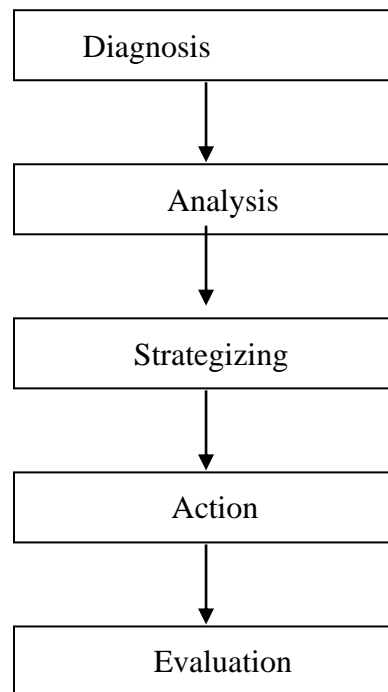 Diagnosis
Analysis
Strategizing
Action
Evaluation